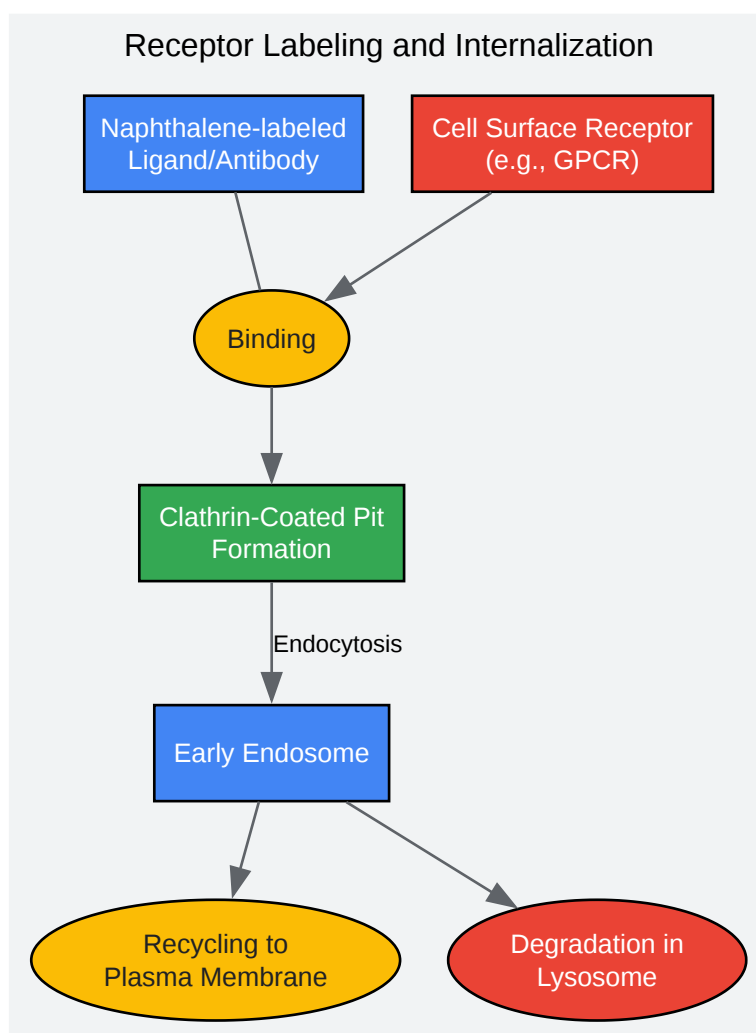 Receptor Labeling and Internalization
Naphthalene-labeled
Ligand/Antibody
Cell Surface Receptor
(e.g., GPCR)
Binding
Clathrin-Coated Pit
Formation
Endocytosis
Early Endosome
Recycling to
Plasma Membrane
Degradation in
Lysosome